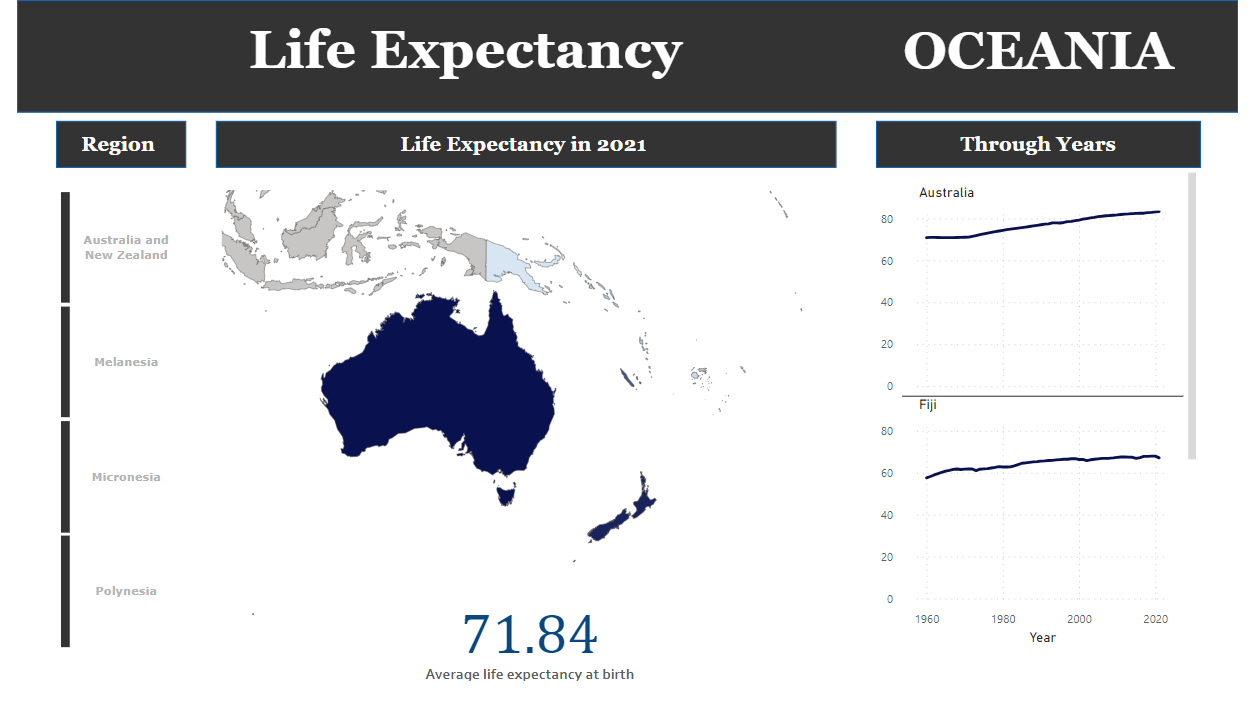 Life Expectancy
OCEANIA
Region
Life Expectancy in 2021
Through Years
Australia and
New Zealand
Melanesia
Micronesia
Polynesia
71.84
Average life expectancy at birth
Australia
80
60
40
20
0
Fiji
80
60
40
20
0
1960 1980 2000 2020
Year